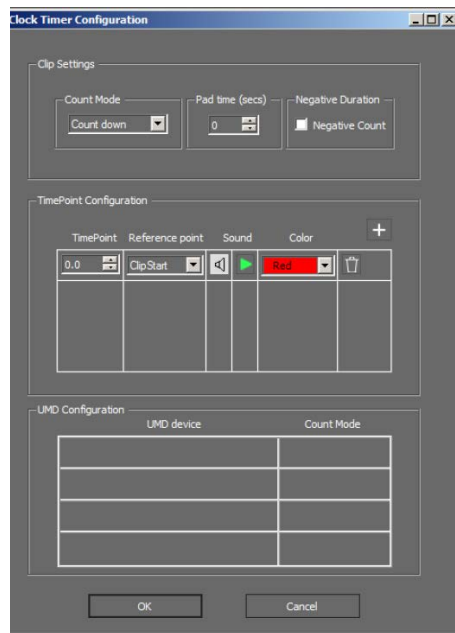 Clock Timer Configuration
Clip Settings
Count Mode
Pad time (secs)
Negative Duration
Count down
0
Negative Count
TimePoint Configuration
TimePoint Reference point Sound Color
+
0.0 ClipStart Red
UMD Configuration
UMD device Count Mode
OK Cancel